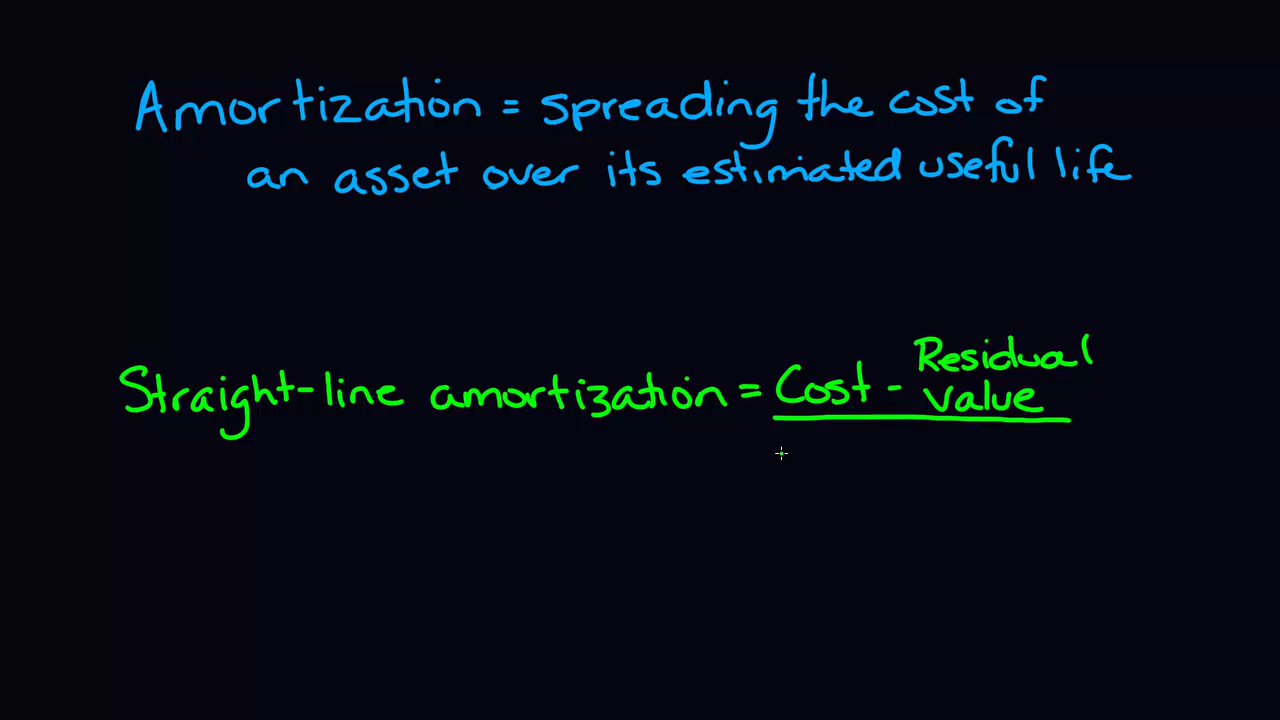 Amortization = spreading the cost of
an asset over its estimated useful life
Straight-line amortization = Cost - Residual
value